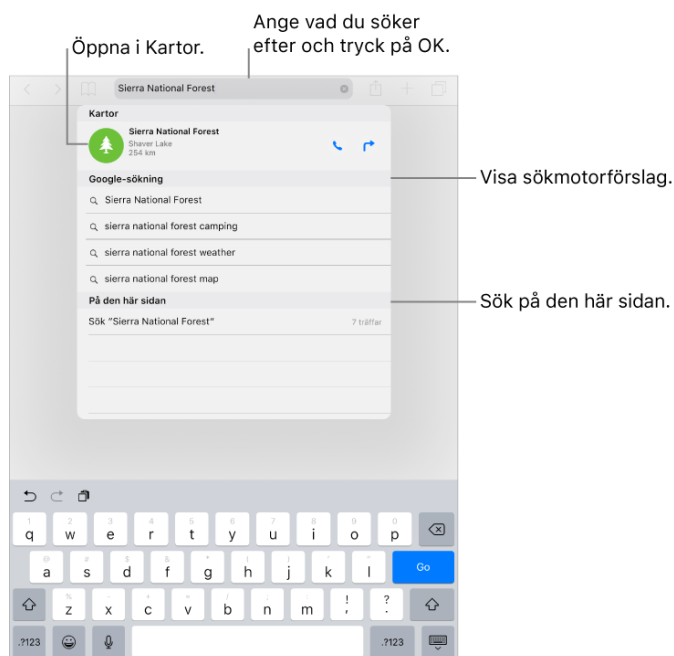 Ange vad du söker
Öppna i Kartor.
efter och tryck på OK.
Sierra National Forest
Kartor
Sierra National Forest
Shaver Lake
254 km
Visa sökmotorförslag.
Google-sökning
Sierra National Forest
sierra national forest camping
sierra national forest weather
sierra national forest map
På den här sidan
Sök på den här sidan.
Sök "Sierra National Forest" 7 träffar
1 2 3 4 5 6 7 8 9 0
q w e r t y u i o p
a s d f g h j k l Go
z x c v b n m ! , ? .
.?123 .?123